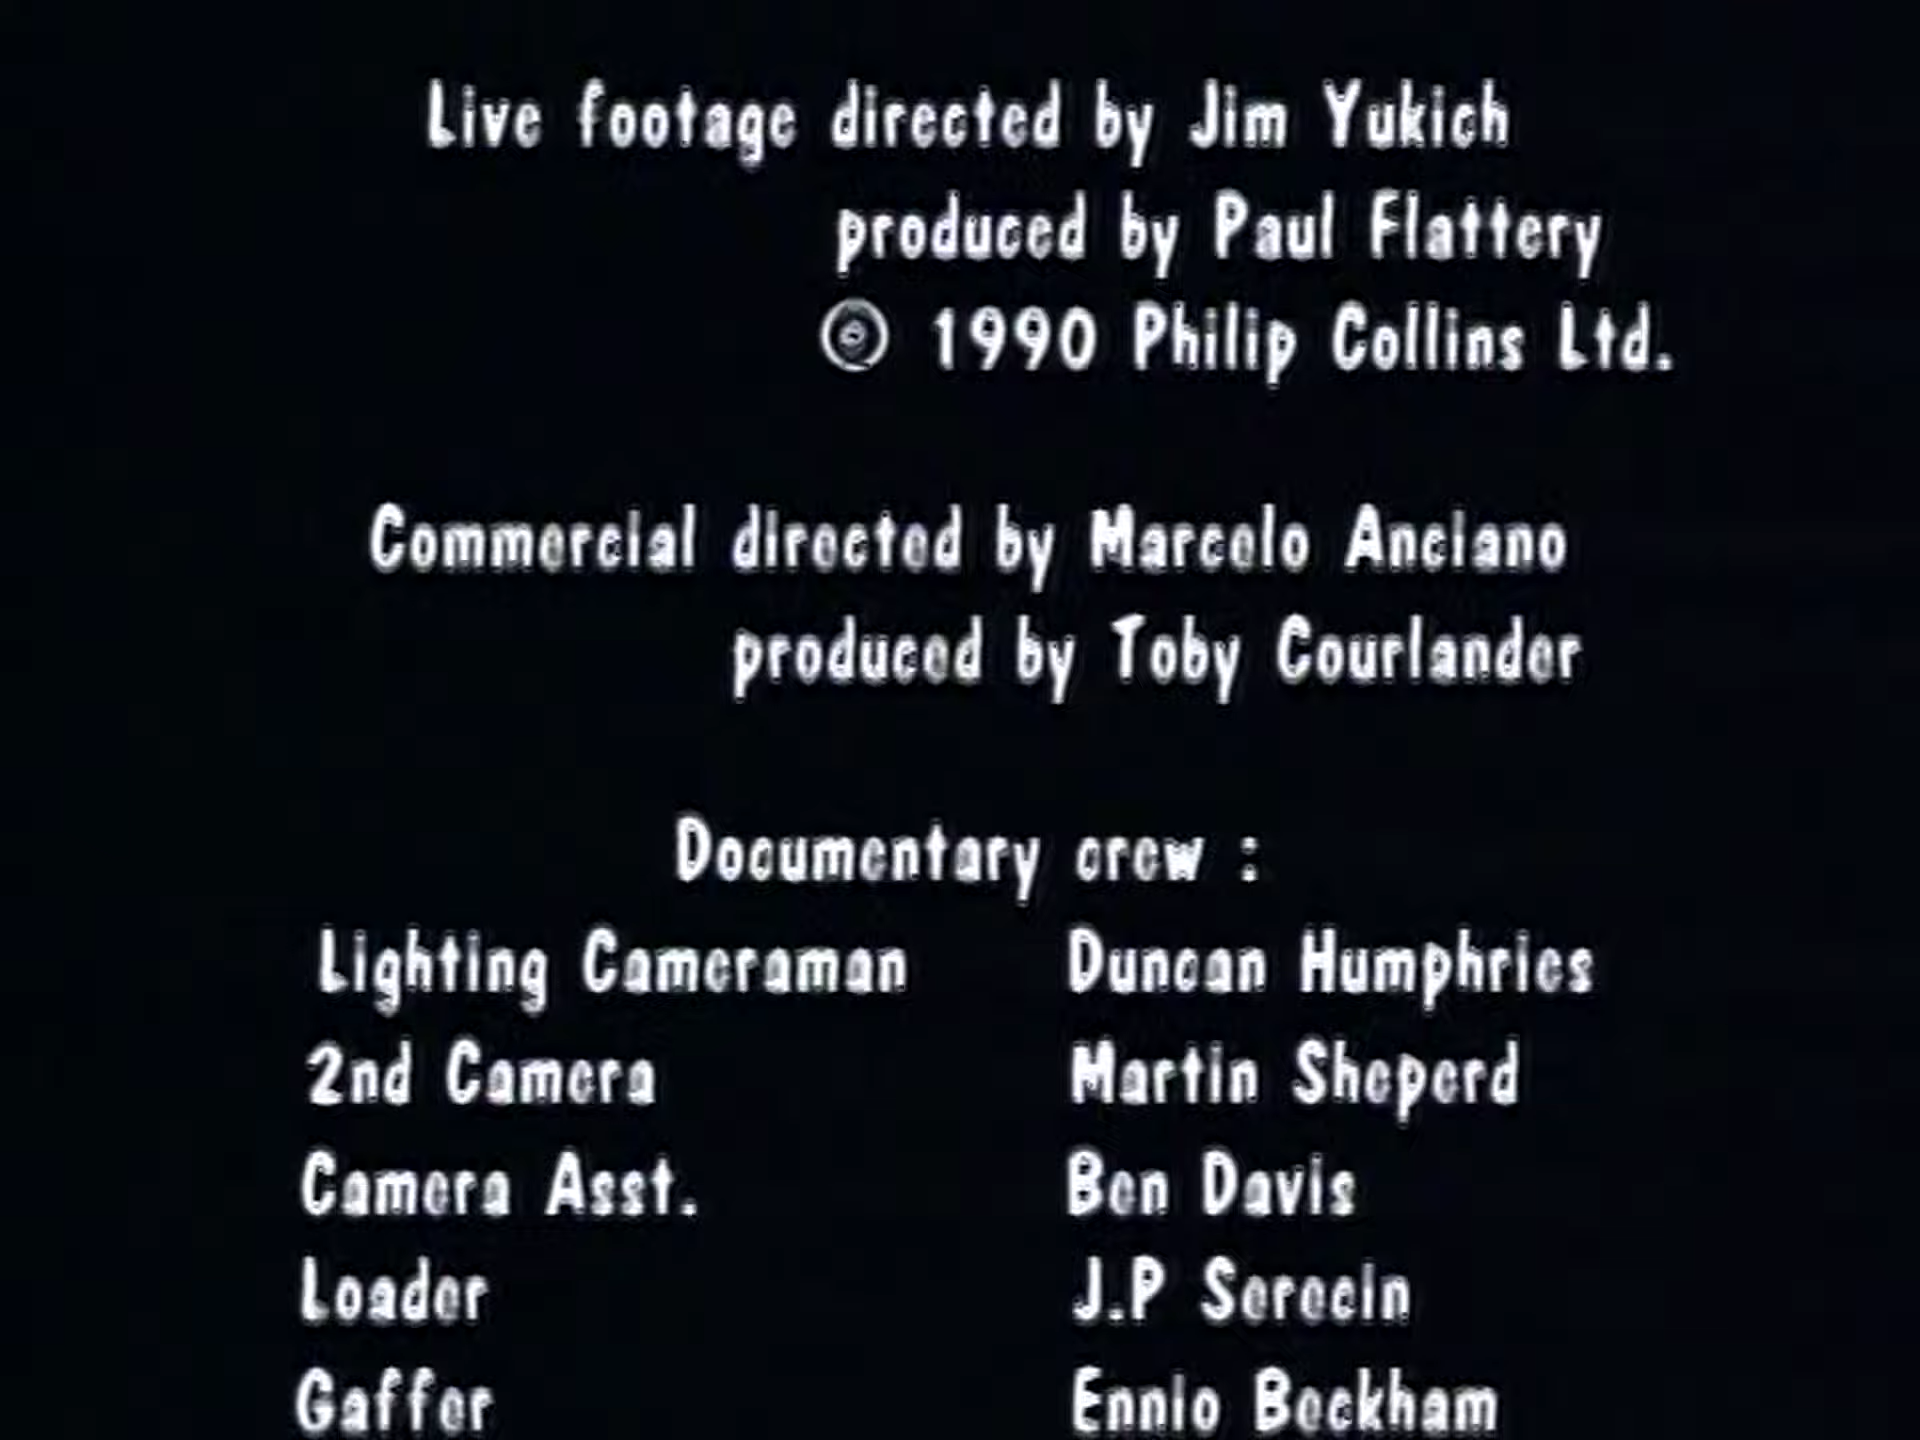 Live footage directed by Jim Yukich
produced by Paul Flattery
© 1990 Philip Collins Ltd.
Commercial directed by Marcelo Anciano
produced by Toby Courlander
Documentary crew :
Lighting Cameraman Duncan Humphries
2nd Camera Martin Sheperd
Camera Asst. Ben Davis
Loader J.P
Gaffer Ennio Beckham